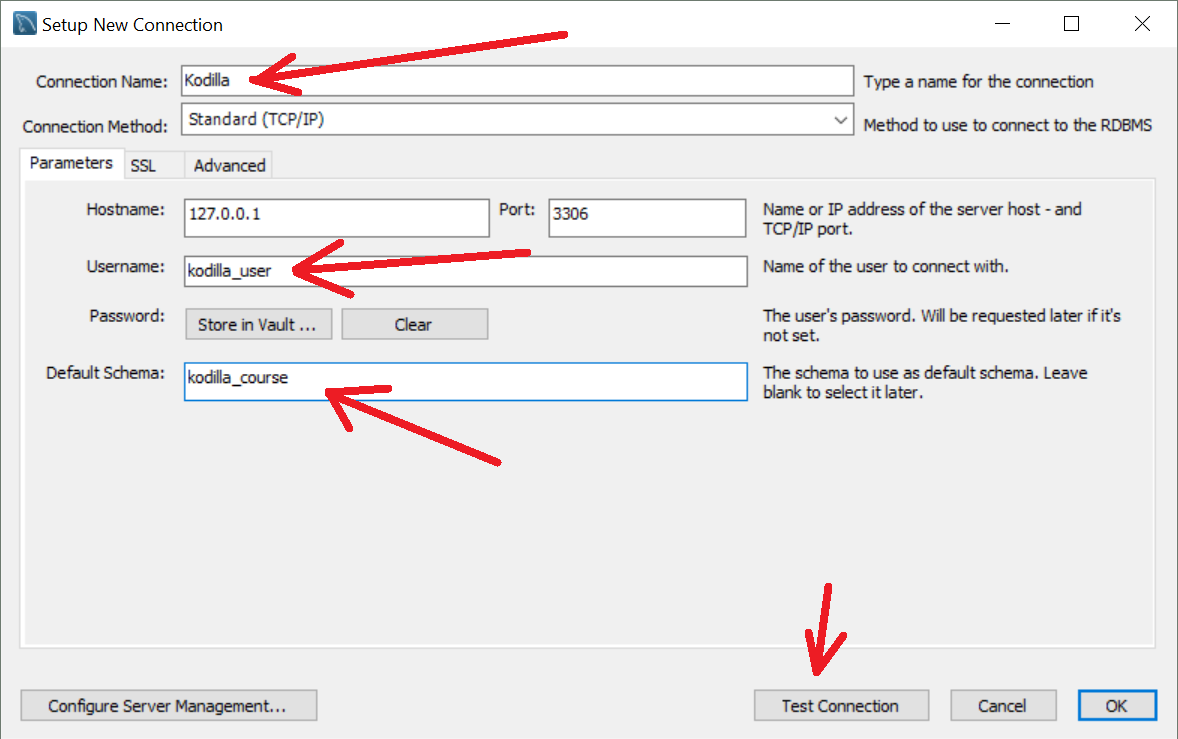 Setup New Connection
Connection Name: Kodilla Type a name for the connection
Connection Method: Standard (TCP/IP) Method to use to connect to the RDBMS
Parameters SSL Advanced
Hostname: 127.0.0.1 Port: 3306 Name or IP address of the server host - and
TCP/IP port.
Username: kodilla_user Name of the user to connect with.
Password: Store in Vault ... Clear The user's password. Will be requested later if it's
not set.
Default Schema: kodilla_course The schema to use as default schema. Leave
blank to select it later.
Configure Server Management... Test Connection Cancel OK